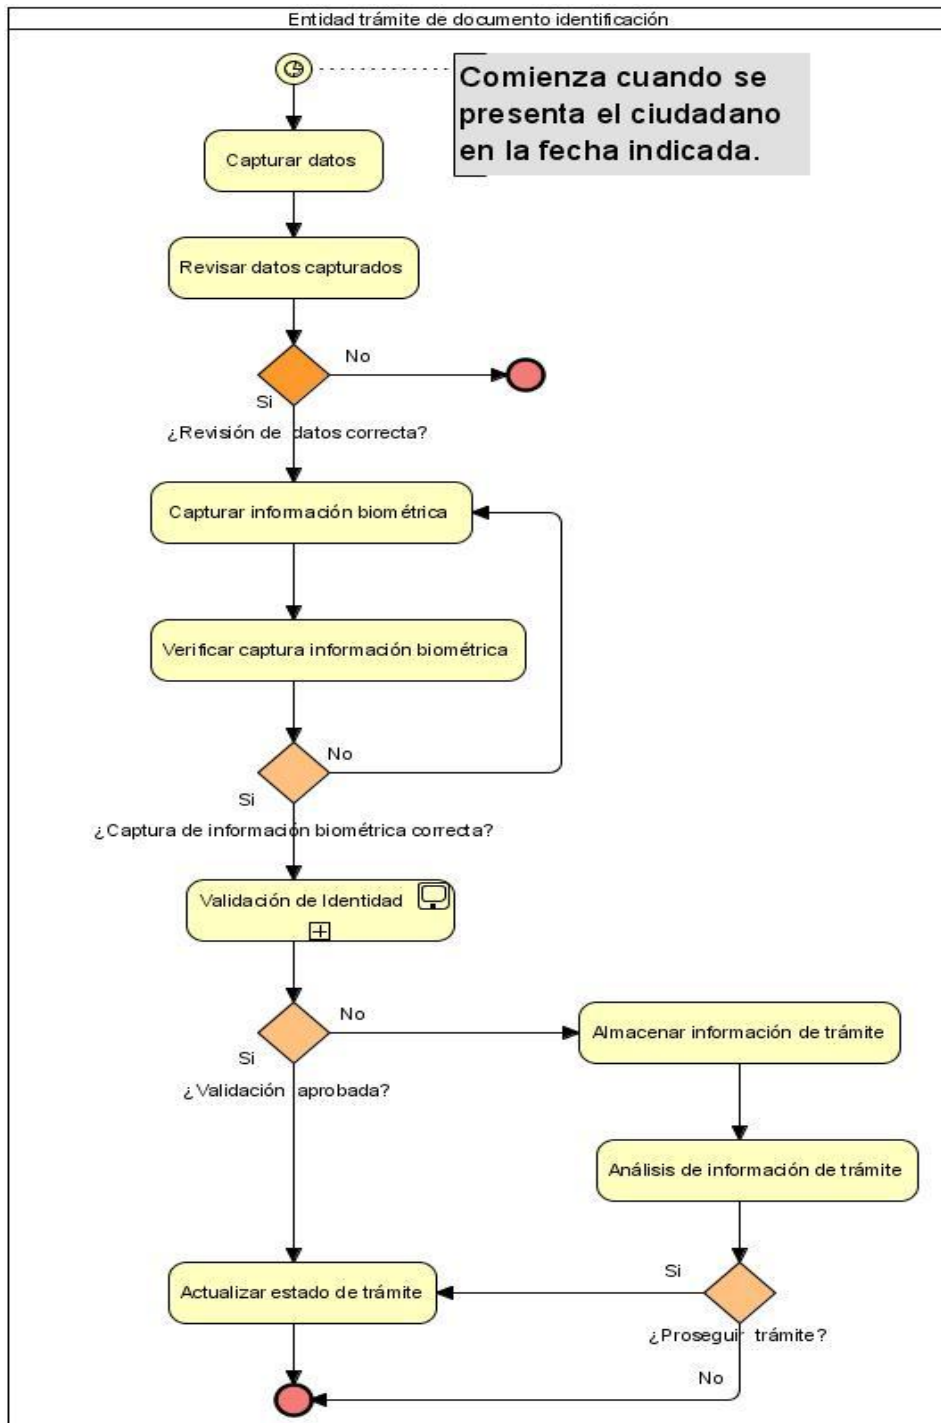 Entidad trámite de documento identificación
Comienza cuando se
presenta el ciudadano
en la fecha indicada.
Capturar datos
Revisar datos capturados
No
Si
¿Revisión de datos correcta?
Capturar información biométrica
Verificar captura información biométrica
No
Si
¿Captura de información biométrica correcta?
Validación de Identidad
No
Si
¿Validación aprobada?
Almacenar información de trámite
Análisis de información de trámite
Si
Actualizar estado de trámite
¿Proseguir trámite?
No